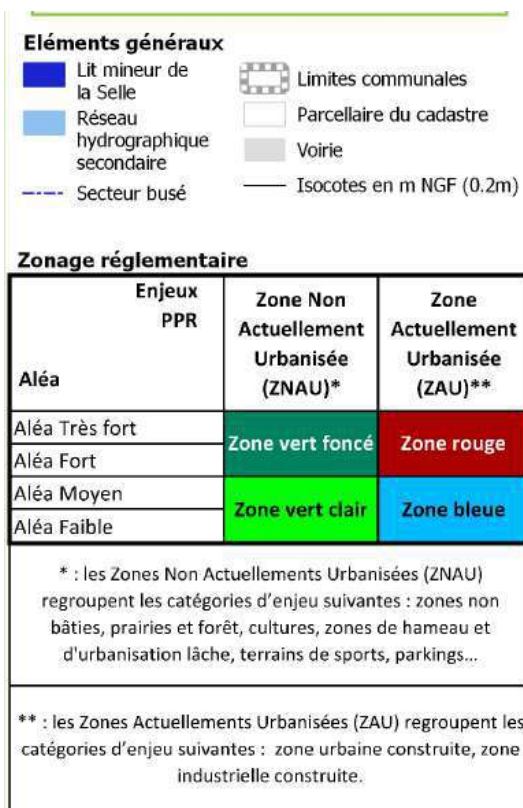 Eléments généraux
Lit mineur de
la Selle
Réseau
hydrographique
secondaire
Secteur busé
Limites communales
Parcellaire du cadastre
Voirie
Isocotes en m NGF (0.2m)
Zonage réglementaire
Enjeux
PPR
Aléa
Zone Non
Actuellement
Urbanisée
(ZNAU)*
Zone
Actuellement
Urbanisée
(ZAU)**
Aléa Très fort
Aléa Fort
Zone vert foncé
Zone rouge
Aléa Moyen
Aléa Faible
Zone vert clair
Zone bleue
* : les Zones Non Actuellements Urbanisées (ZNAU)
regroupent les catégories d'enjeu suivantes : zones non
bâties, prairies et forêt, cultures, zones de hameau et
d'urbanisation lâche, terrains de sports, parkings...
** : les Zones Actuellements Urbanisées (ZAU) regroupent les
catégories d'enjeu suivantes : zone urbaine construite, zone
industrielle construite.